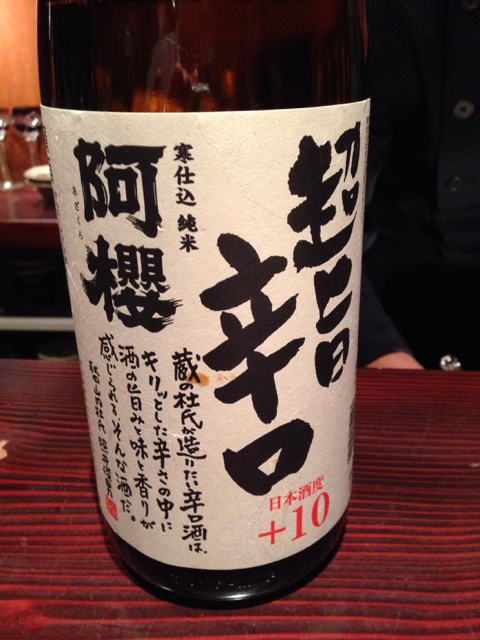 超旨
辛口
日本酒度
+10
寒仕込 純米
阿櫻
あざくら
蔵の杜氏が造りたい辛口酒は、
キリッとした辛さの中に
酒の旨みと味と香りが
感じられる、そんな酒だ。